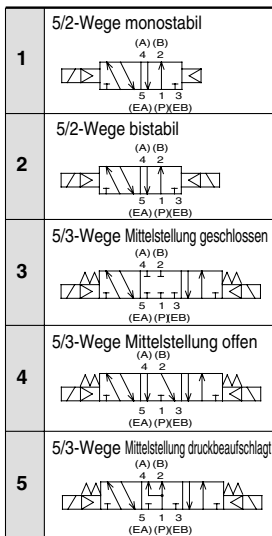 5/2-Wege monostabil
(A) (B)
4 2
1
5 1 3
(EA) (P)(EB)
5/2-Wege bistabil
(A) (B)
4 2
2
5 1 3
(EA) (P)(EB)
5/3-Wege Mittelstellung geschlossen
(A) (B)
4 2
3
5 1 3
(EA) (P)(EB)
5/3-Wege Mittelstellung offen
(A) (B)
4 2
4
5 1 3
(EA) (P)(EB)
5/3-Wege Mittelstellung druckbeaufschlagt
(A) (B)
4 2
5
5 1 3
(EA) (P)(EB)